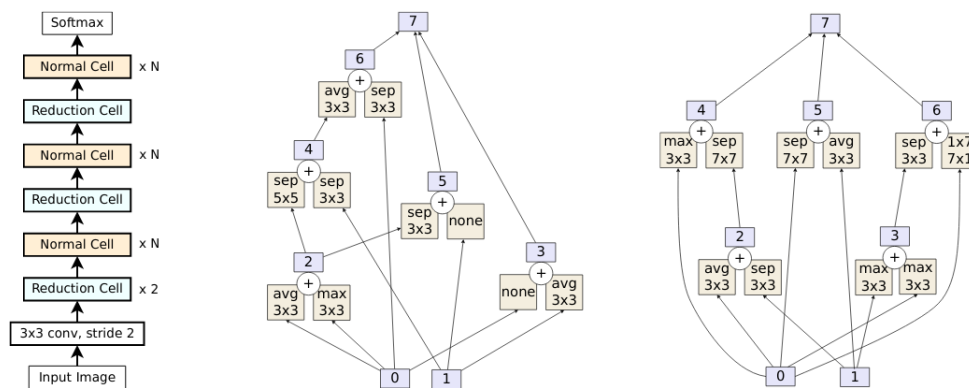 Softmax
Normal Cell x N
Reduction Cell
Normal Cell x N
Reduction Cell
Normal Cell x N
Reduction Cell x 2
3x3 conv, stride 2
Input Image
7
6
+
avg 3x3
sep 3x3
4
+
sep 5x5
sep 3x3
5
+
sep 3x3
none
2
+
avg 3x3
max 3x3
3
+
none
avg 3x3
0
1
7
4
+
max 3x3
sep 7x7
5
+
sep 7x7
avg 3x3
6
+
sep 3x3
1x7 7x1
2
+
avg 3x3
sep 3x3
3
+
max 3x3
max 3x3
0
1